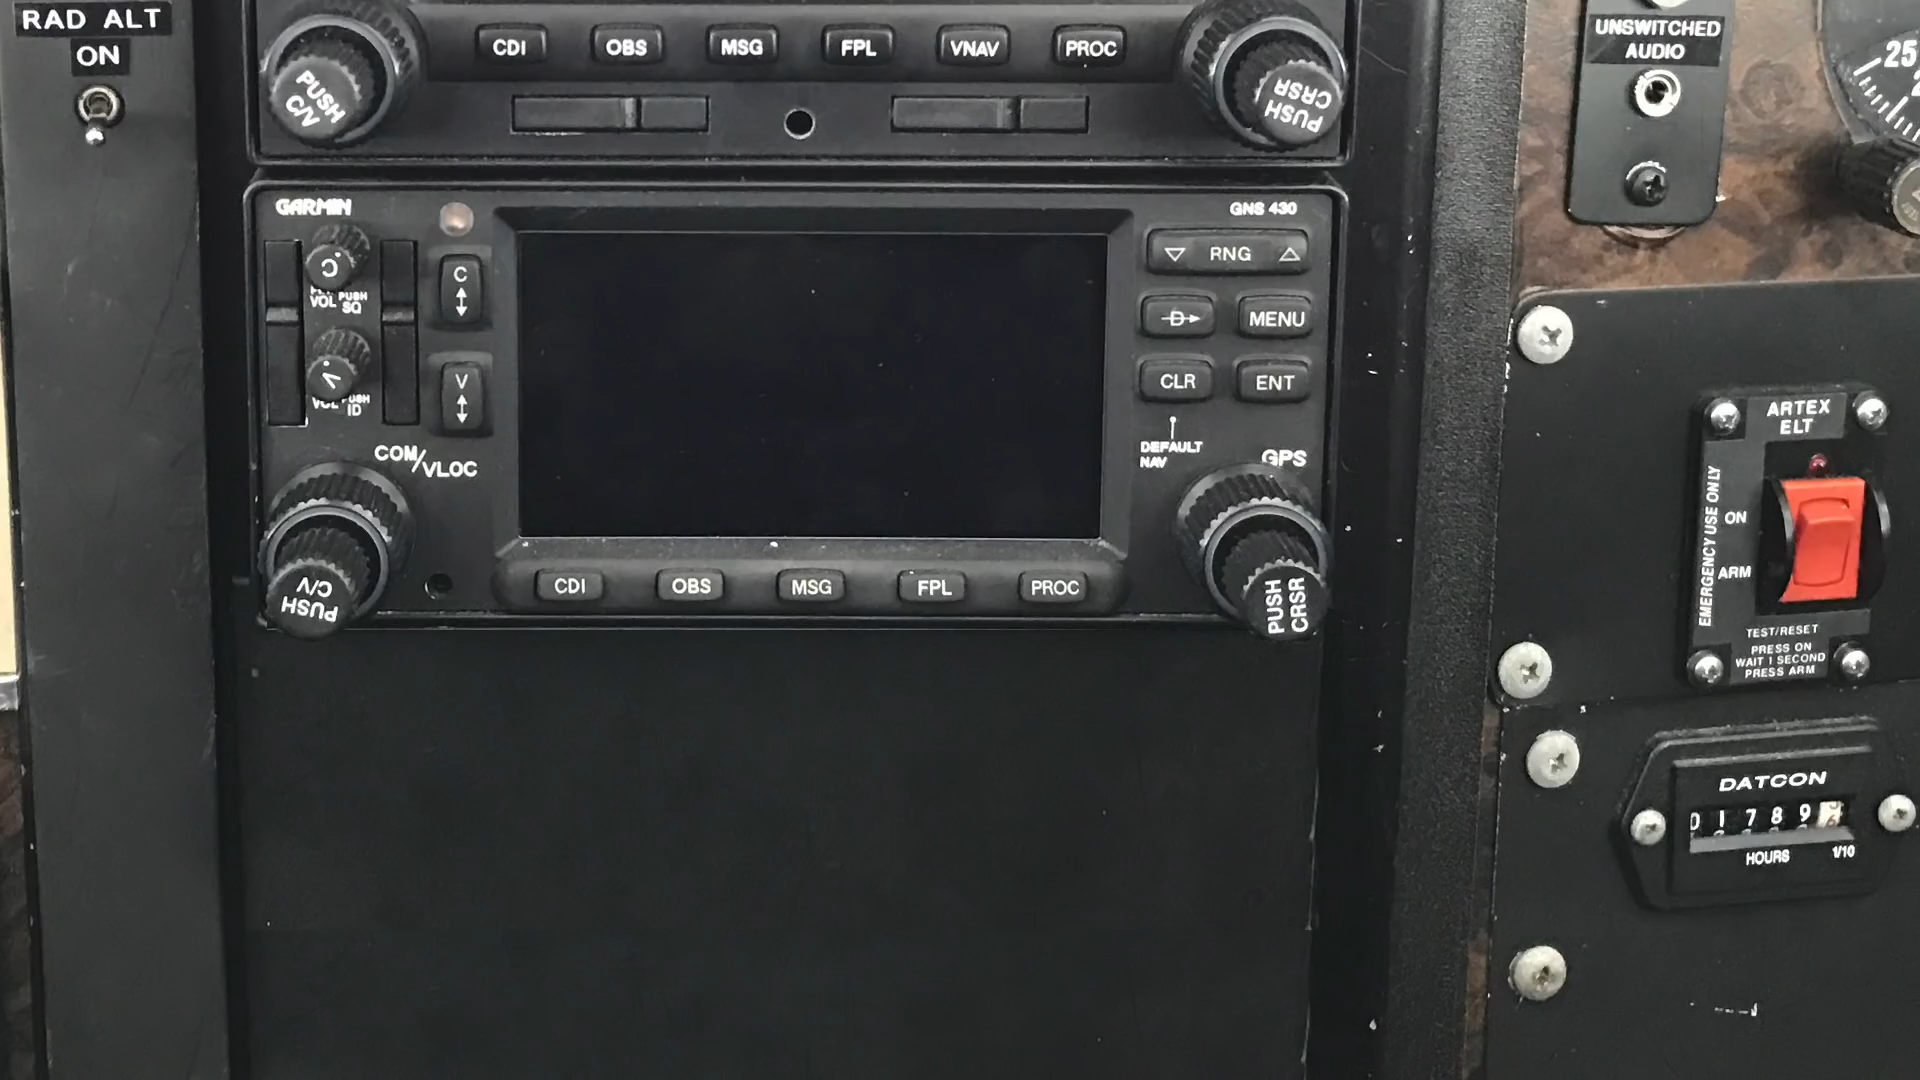 RAD ALT
ON
CDI OBS MSG FPL VNAV PROC
PUSH
C/V
PUSH
CRSR
UNSWITCHED
AUDIO
25
GARMIN
GNS 430
C
VOL PUSH
SQ
C
RNG
D MENU
V
VOL PUSH
ID
V
CLR ENT
COM/VLOC
DEFAULT
NAV
GPS
PUSH
C/V
CDI OBS MSG FPL PROC
PUSH
CRSR
ARTEX
ELT
EMERGENCY USE ONLY
ON
ARM
TEST/RESET
PRESS ON
WAIT 1 SECOND
PRESS ARM
DATCON
0 1 7 8 9
HOURS 1/10